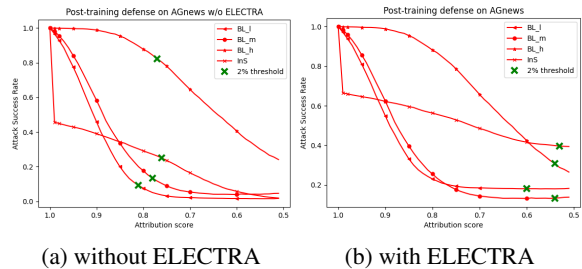 Post-training defense on AGnews w/o ELECTRA
Attack Success Rate
1.0
0.8
0.6
0.4
0.2
0.0
BL_l
BL_m
BL_h
InS
2% threshold
1.0 0.9 0.8 0.7 0.6 0.5
Attribution score
(a) without ELECTRA
Post-training defense on AGnews
Attack Success Rate
1.0
0.8
0.6
0.4
0.2
BL_l
BL_m
BL_h
InS
2% threshold
1.0 0.9 0.8 0.7 0.6 0.5
Attribution score
(b) with ELECTRA